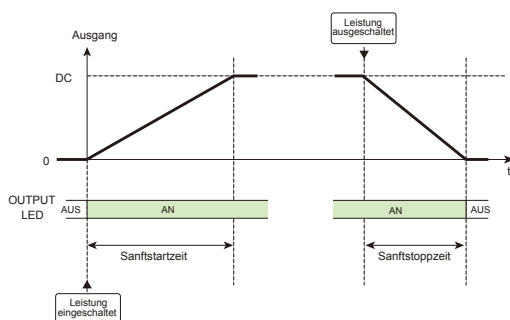 Leistung
ausgeschaltet
Ausgang
DC
0
t
OUTPUT
LED
AUS
AN
AN
AUS
Sanftstartzeit
Sanftstoppzeit
Leistung
eingeschaltet